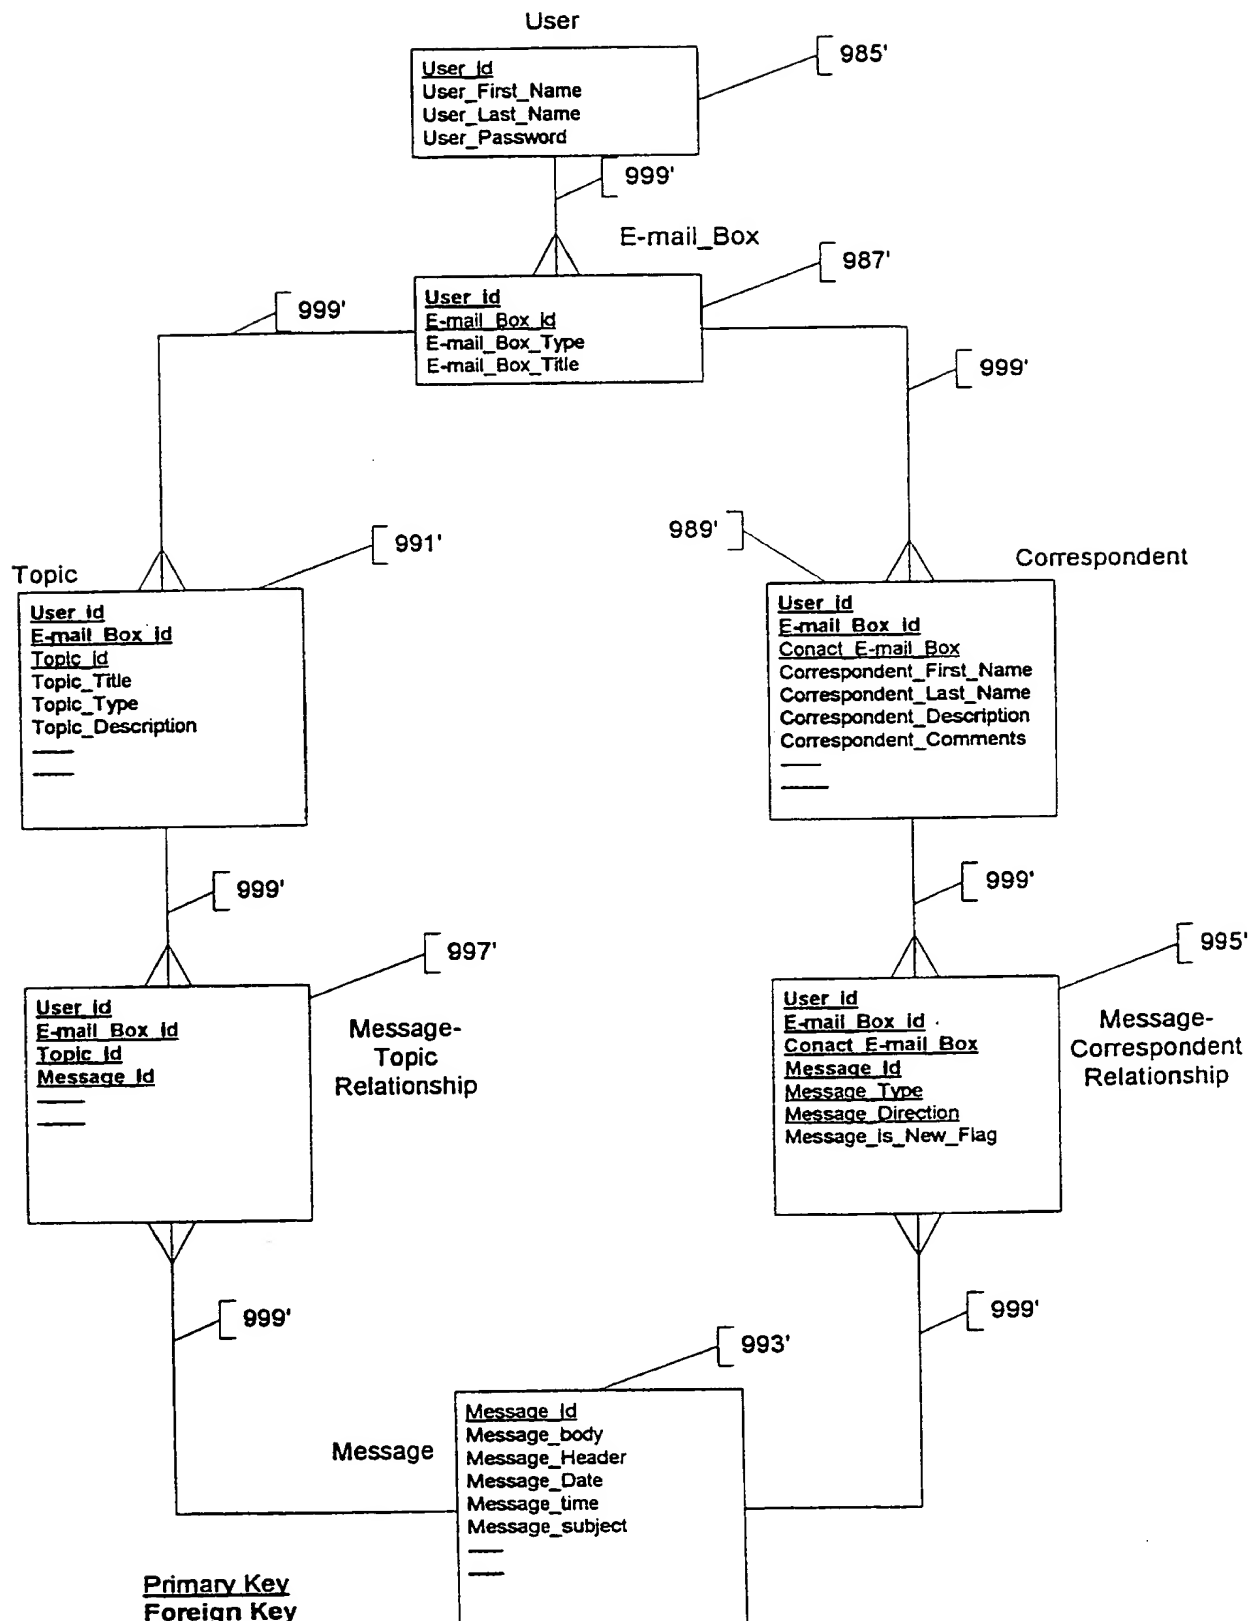 User
985'
User_id
User_First_Name
User_Last_Name
User_Password
999'
E-mail_Box
987'
User_id
E-mail_Box_id
E-mail_Box_Type
E-mail_Box_Title
999'
999'
991'
989'
Topic
Correspondent
User_id
E-mail_Box_id
Topic_id
Topic_Title
Topic_Type
Topic_Description
User_id
E-mail_Box_id
Conact_E-mail_Box
Correspondent_First_Name
Correspondent_Last_Name
Correspondent_Description
Correspondent_Comments
999'
999'
997'
995'
User_id
E-mail_Box_id
Topic_id
Message_id
Message-
Topic
Relationship
User_id
E-mail_Box_id
Conact_E-mail_Box
Message_id
Message_Type
Message_Direction
Message_is_New_Flag
Message-
Correspondent
Relationship
999'
999'
993'
Message
Message_id
Message_body
Message_Header
Message_Date
Message_time
Message_subject
Primary Key
Foreign Key